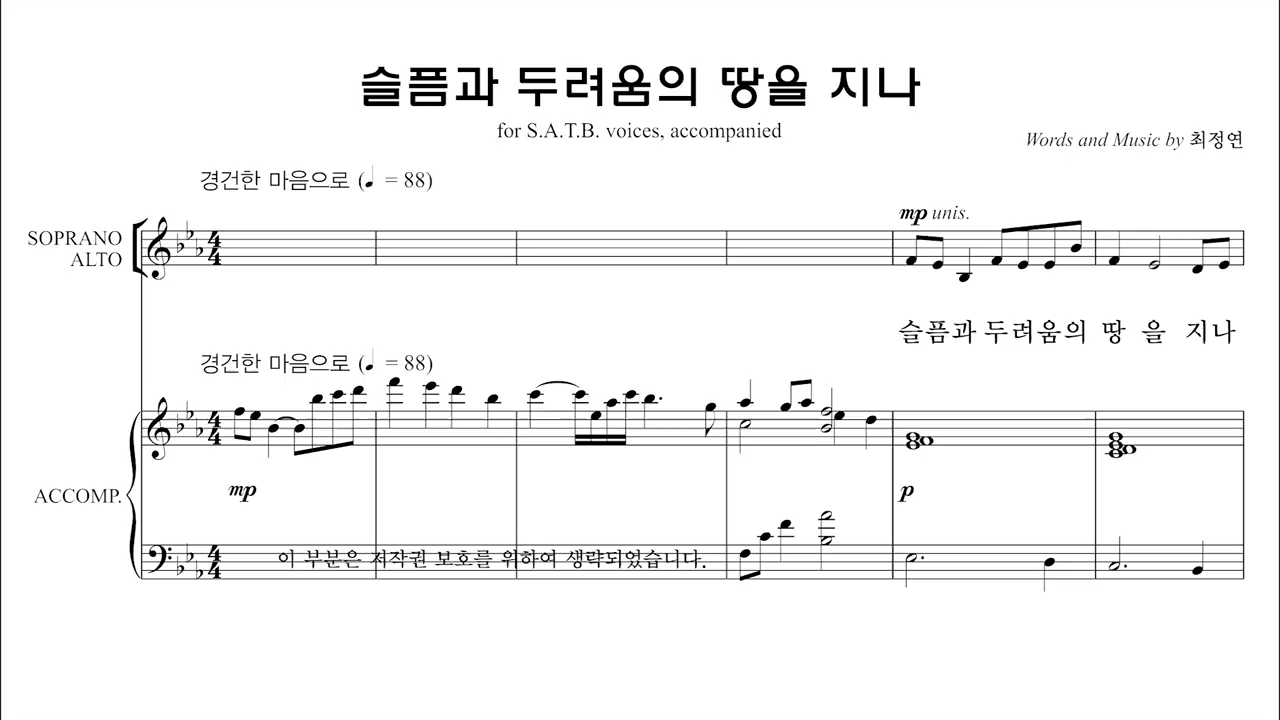 슬픔과 두려움의 땅을 지나
for S.A.T.B. voices, accompanied
Words and Music by 최정연
경건한 마음으로 (♩ = 88)
mp unis.
SOPRANO
ALTO
슬픔과 두려움의 땅 을 지나
경건한 마음으로 (♩ = 88)
mp
p
ACCOMP.
이 부분은 저작권 보호를 위하여 생략되었습니다.